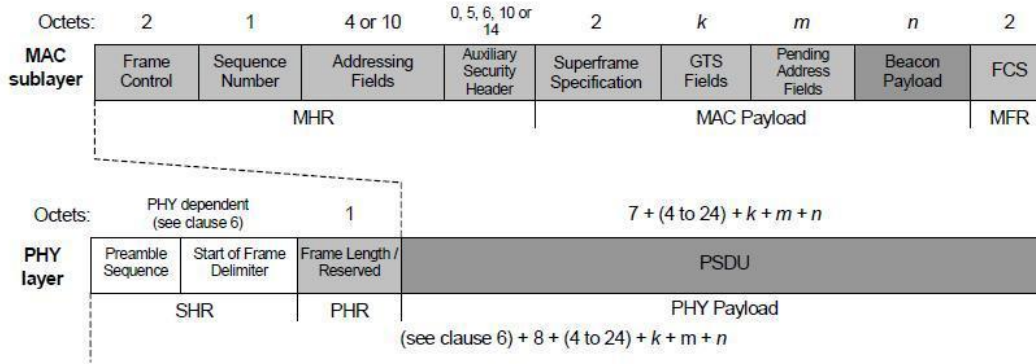 Octets: 2 1 4 or 10 0, 5, 6, 10 or 14 2 k m n 2
MAC sublayer
Frame Control
Sequence Number
Addressing Fields
Auxiliary Security Header
Superframe Specification
GTS Fields
Pending Address Fields
Beacon Payload
FCS
MHR MAC Payload MFR
Octets: PHY dependent (see clause 6) 1 7 + (4 to 24) + k + m + n
PHY layer
Preamble Sequence
Start of Frame Delimiter
Frame Length / Reserved
PSDU
SHR PHR PHY Payload
(see clause 6) + 8 + (4 to 24) + k + m + n